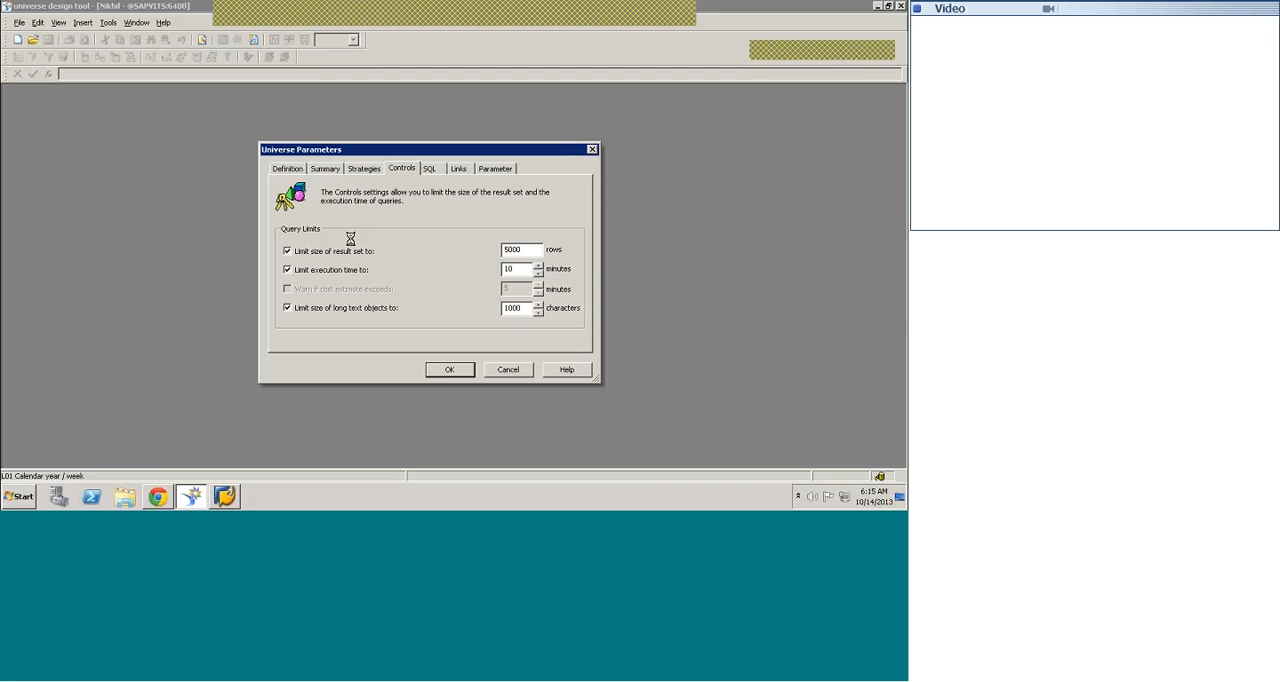 universe design tool - [Nikhil - @SAPVITS:6400]
Video
File Edit View Insert Tools Window Help
Universe Parameters
Definition Summary Strategies Controls SQL Links Parameter
The Controls settings allow you to limit the size of the result set and the
execution time of queries.
Query Limits
Limit size of result set to: 5000 rows
Limit execution time to: 10 minutes
Warn if cost estimate exceeds: 5 minutes
Limit size of long text objects to: 1000 characters
OK Cancel Help
L01 Calendar year / week
Start
6:15 AM
10/14/2013